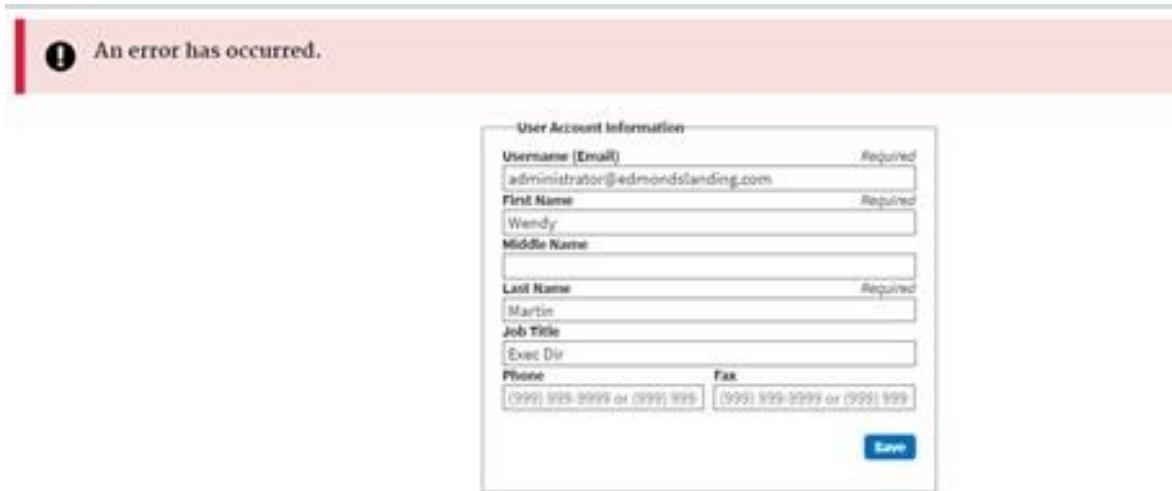 An error has occurred.
User Account Information
Username (Email) Required
administrator@edmondslanding.com
First Name Required
Wendy
Middle Name
Last Name Required
Martin
Job Title
Exec Dir
Phone Fax
(999) 999-9999 or (999) 999- (999) 999-9999 or (999) 999-
Save